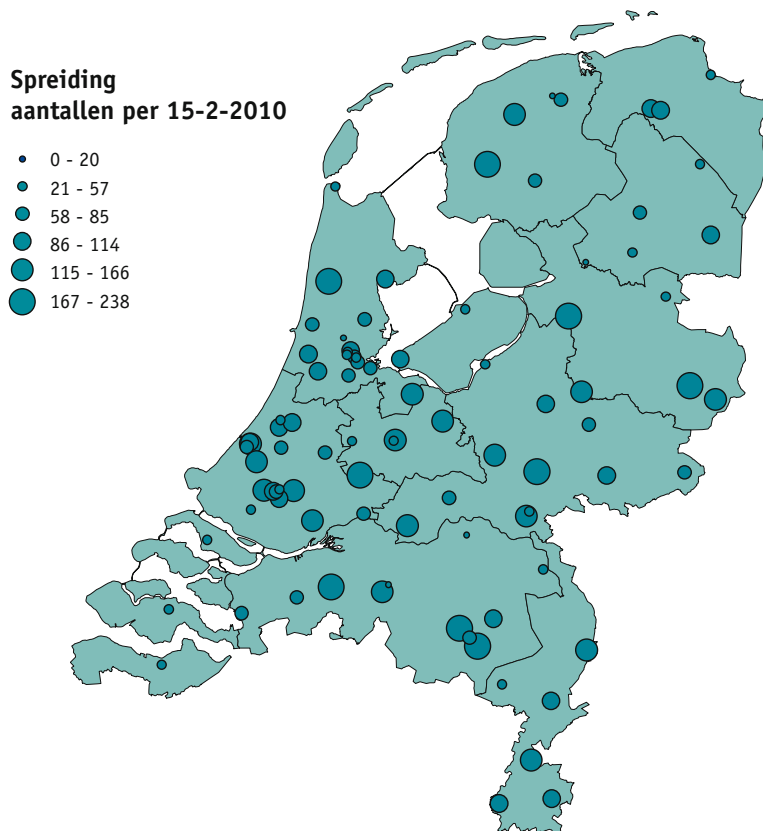 Spreiding
aantallen per 15-2-2010
0 - 20
21 - 57
58 - 85
86 - 114
115 - 166
167 - 238